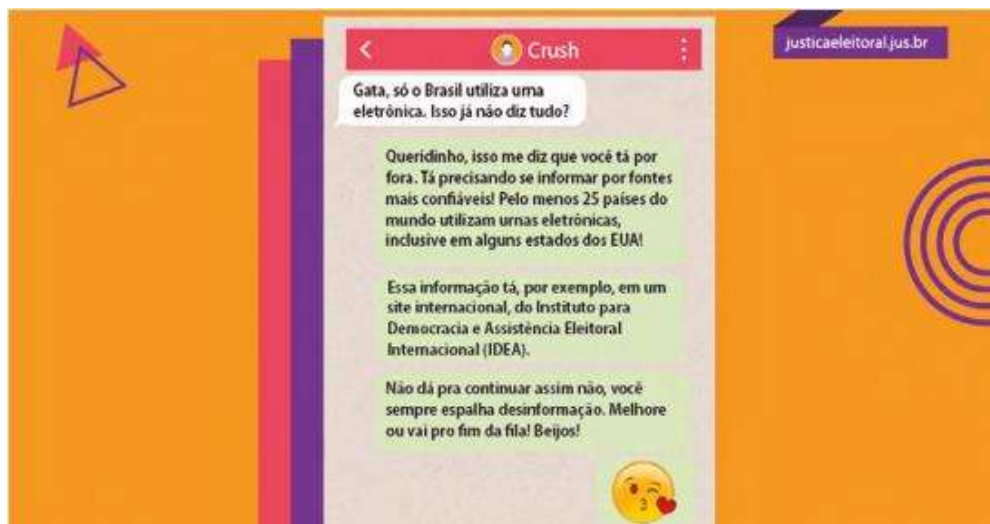 justicaeleitoral.jus.br
Crush
Gata, só o Brasil utiliza urna
eletrônica. Isso já não diz tudo?
Queridinho, isso me diz que você tá por
fora. Tá precisando se informar por fontes
mais confiáveis! Pelo menos 25 países do
mundo utilizam urnas eletrônicas,
inclusive em alguns estados dos EUA!
Essa informação tá, por exemplo, em um
site internacional, do Instituto para
Democracia e Assistência Eleitoral
Internacional (IDEA).
Não dá pra continuar assim não, você
sempre espalha desinformação. Melhore
ou vai pro fim da fila! Beijos!